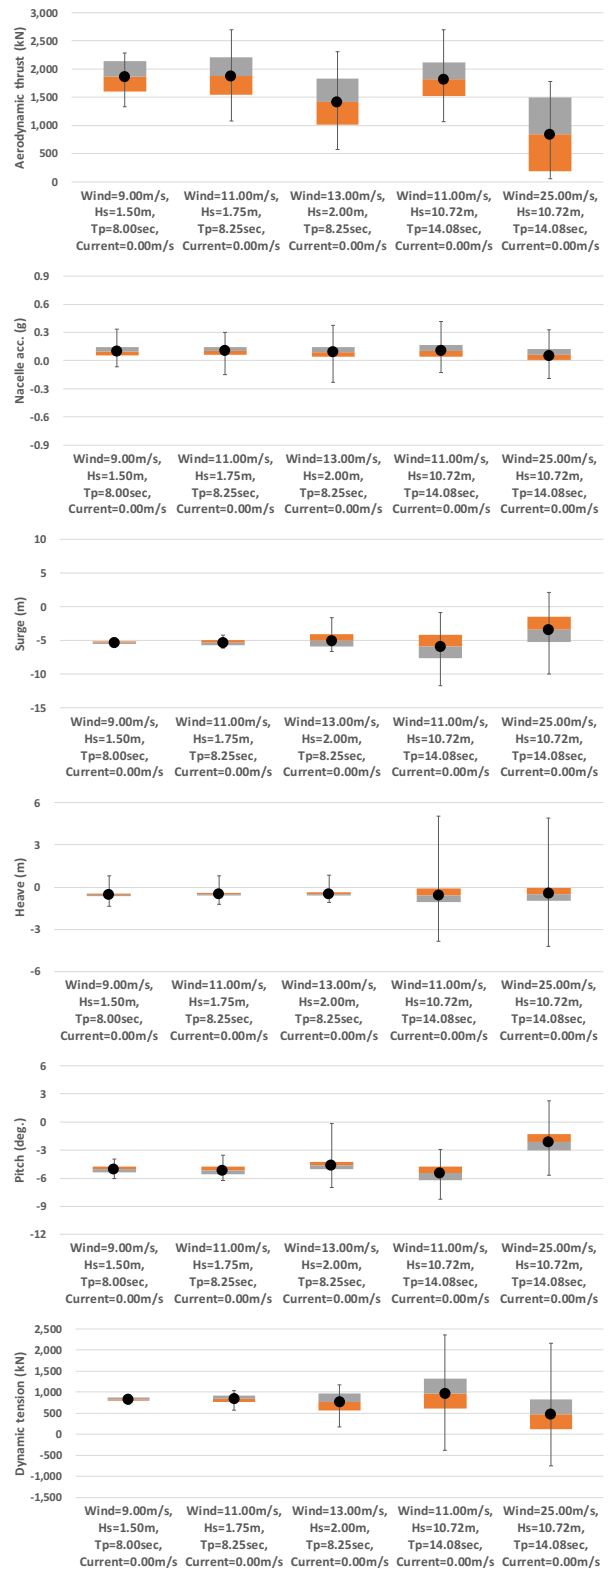 Aerodynamic thrust (kN)
3,000
2,500
2,000
1,500
1,000
500
0
Wind=9.00m/s, Wind=11.00m/s, Wind=13.00m/s, Wind=11.00m/s, Wind=25.00m/s,
Hs=1.50m, Hs=1.75m, Hs=2.00m, Hs=10.72m, Hs=10.72m,
Tp=8.00sec, Tp=8.25sec, Tp=8.25sec, Tp=14.08sec, Tp=14.08sec,
Current=0.00m/s Current=0.00m/s Current=0.00m/s Current=0.00m/s Current=0.00m/s
Nacelle acc. (g)
0.9
0.6
0.3
0.0
-0.3
-0.6
-0.9
Wind=9.00m/s, Wind=11.00m/s, Wind=13.00m/s, Wind=11.00m/s, Wind=25.00m/s,
Hs=1.50m, Hs=1.75m, Hs=2.00m, Hs=10.72m, Hs=10.72m,
Tp=8.00sec, Tp=8.25sec, Tp=8.25sec, Tp=14.08sec, Tp=14.08sec,
Current=0.00m/s Current=0.00m/s Current=0.00m/s Current=0.00m/s Current=0.00m/s
Surge (m)
10
5
0
-5
-10
-15
Wind=9.00m/s, Wind=11.00m/s, Wind=13.00m/s, Wind=11.00m/s, Wind=25.00m/s,
Hs=1.50m, Hs=1.75m, Hs=2.00m, Hs=10.72m, Hs=10.72m,
Tp=8.00sec, Tp=8.25sec, Tp=8.25sec, Tp=14.08sec, Tp=14.08sec,
Current=0.00m/s Current=0.00m/s Current=0.00m/s Current=0.00m/s Current=0.00m/s
Heave (m)
6
3
0
-3
-6
Wind=9.00m/s, Wind=11.00m/s, Wind=13.00m/s, Wind=11.00m/s, Wind=25.00m/s,
Hs=1.50m, Hs=1.75m, Hs=2.00m, Hs=10.72m, Hs=10.72m,
Tp=8.00sec, Tp=8.25sec, Tp=8.25sec, Tp=14.08sec, Tp=14.08sec,
Current=0.00m/s Current=0.00m/s Current=0.00m/s Current=0.00m/s Current=0.00m/s
Pitch (deg.)
6
3
0
-3
-6
-9
-12
Wind=9.00m/s, Wind=11.00m/s, Wind=13.00m/s, Wind=11.00m/s, Wind=25.00m/s,
Hs=1.50m, Hs=1.75m, Hs=2.00m, Hs=10.72m, Hs=10.72m,
Tp=8.00sec, Tp=8.25sec, Tp=8.25sec, Tp=14.08sec, Tp=14.08sec,
Current=0.00m/s Current=0.00m/s Current=0.00m/s Current=0.00m/s Current=0.00m/s
Dynamic tension (kN)
2,500
2,000
1,500
1,000
500
0
-500
-1,000
-1,500
Wind=9.00m/s, Wind=11.00m/s, Wind=13.00m/s, Wind=11.00m/s, Wind=25.00m/s,
Hs=1.50m, Hs=1.75m, Hs=2.00m, Hs=10.72m, Hs=10.72m,
Tp=8.00sec, Tp=8.25sec, Tp=8.25sec, Tp=14.08sec, Tp=14.08sec,
Current=0.00m/s Current=0.00m/s Current=0.00m/s Current=0.00m/s Current=0.00m/s